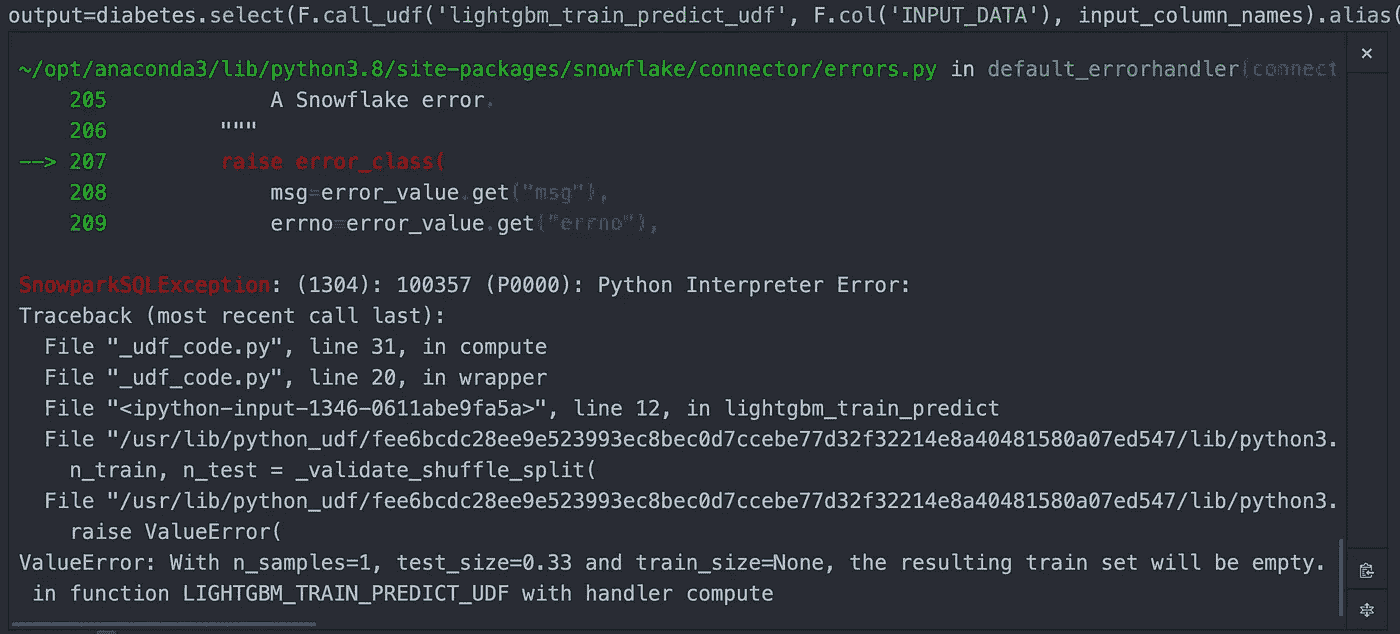 output=diabetes.select(F.call_udf('lightgbm_train_predict_udf', F.col('INPUT_DATA'), input_column_names).alias(
~/opt/anaconda3/lib/python3.8/site-packages/snowflake/connector/errors.py in default_errorhandler(connect
205 A Snowflake error.
206 """
--> 207 raise error_class(
208 msg=error_value.get("msg"),
209 errno=error_value.get("errno"),
SnowparkSQLException: (1304): 100357 (P0000): Python Interpreter Error:
Traceback (most recent call last):
File "_udf_code.py", line 31, in compute
File "_udf_code.py", line 20, in wrapper
File "<ipython-input-1346-0611abe9fa5a>", line 12, in lightgbm_train_predict
File "/usr/lib/python_udf/fee6bcdc28ee9e523993ec8bec0d7ccebe77d32f32214e8a40481580a07ed547/lib/python3.
n_train, n_test = _validate_shuffle_split(
File "/usr/lib/python_udf/fee6bcdc28ee9e523993ec8bec0d7ccebe77d32f32214e8a40481580a07ed547/lib/python3.
raise ValueError(
ValueError: With n_samples=1, test_size=0.33 and train_size=None, the resulting train set will be empty.
in function LIGHTGBM_TRAIN_PREDICT_UDF with handler compute